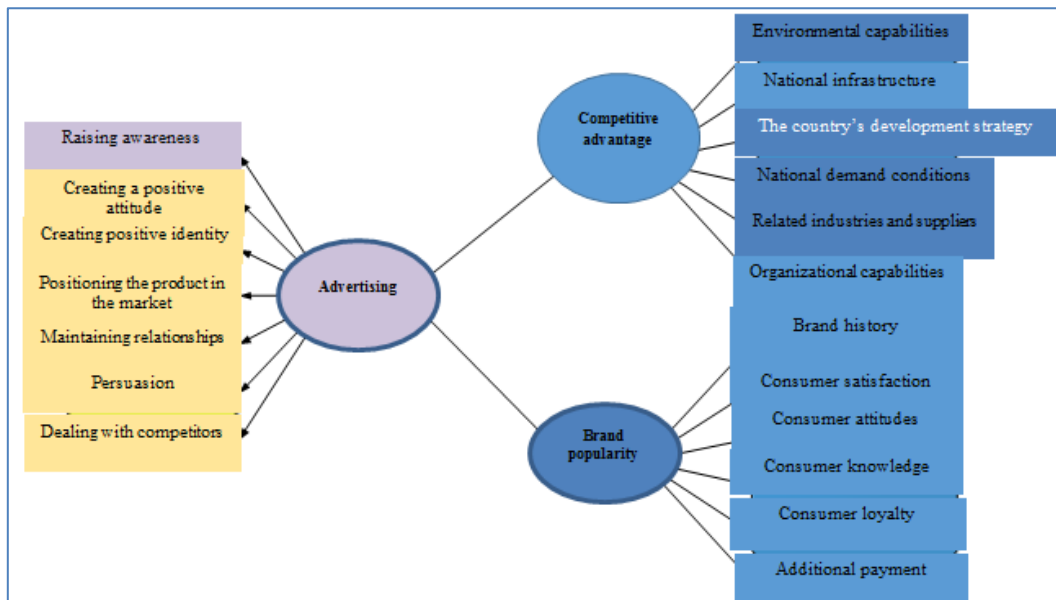 Raising awareness
Creating a positive
attitude
Creating positive identity
Positioning the product in
the market
Maintaining relationships
Persuasion
Dealing with competitors
Advertising
Competitive
advantage
Brand
popularity
Environmental capabilities
National infrastructure
The country’s development strategy
National demand conditions
Related industries and suppliers
Organizational capabilities
Brand history
Consumer satisfaction
Consumer attitudes
Consumer knowledge
Consumer loyalty
Additional payment